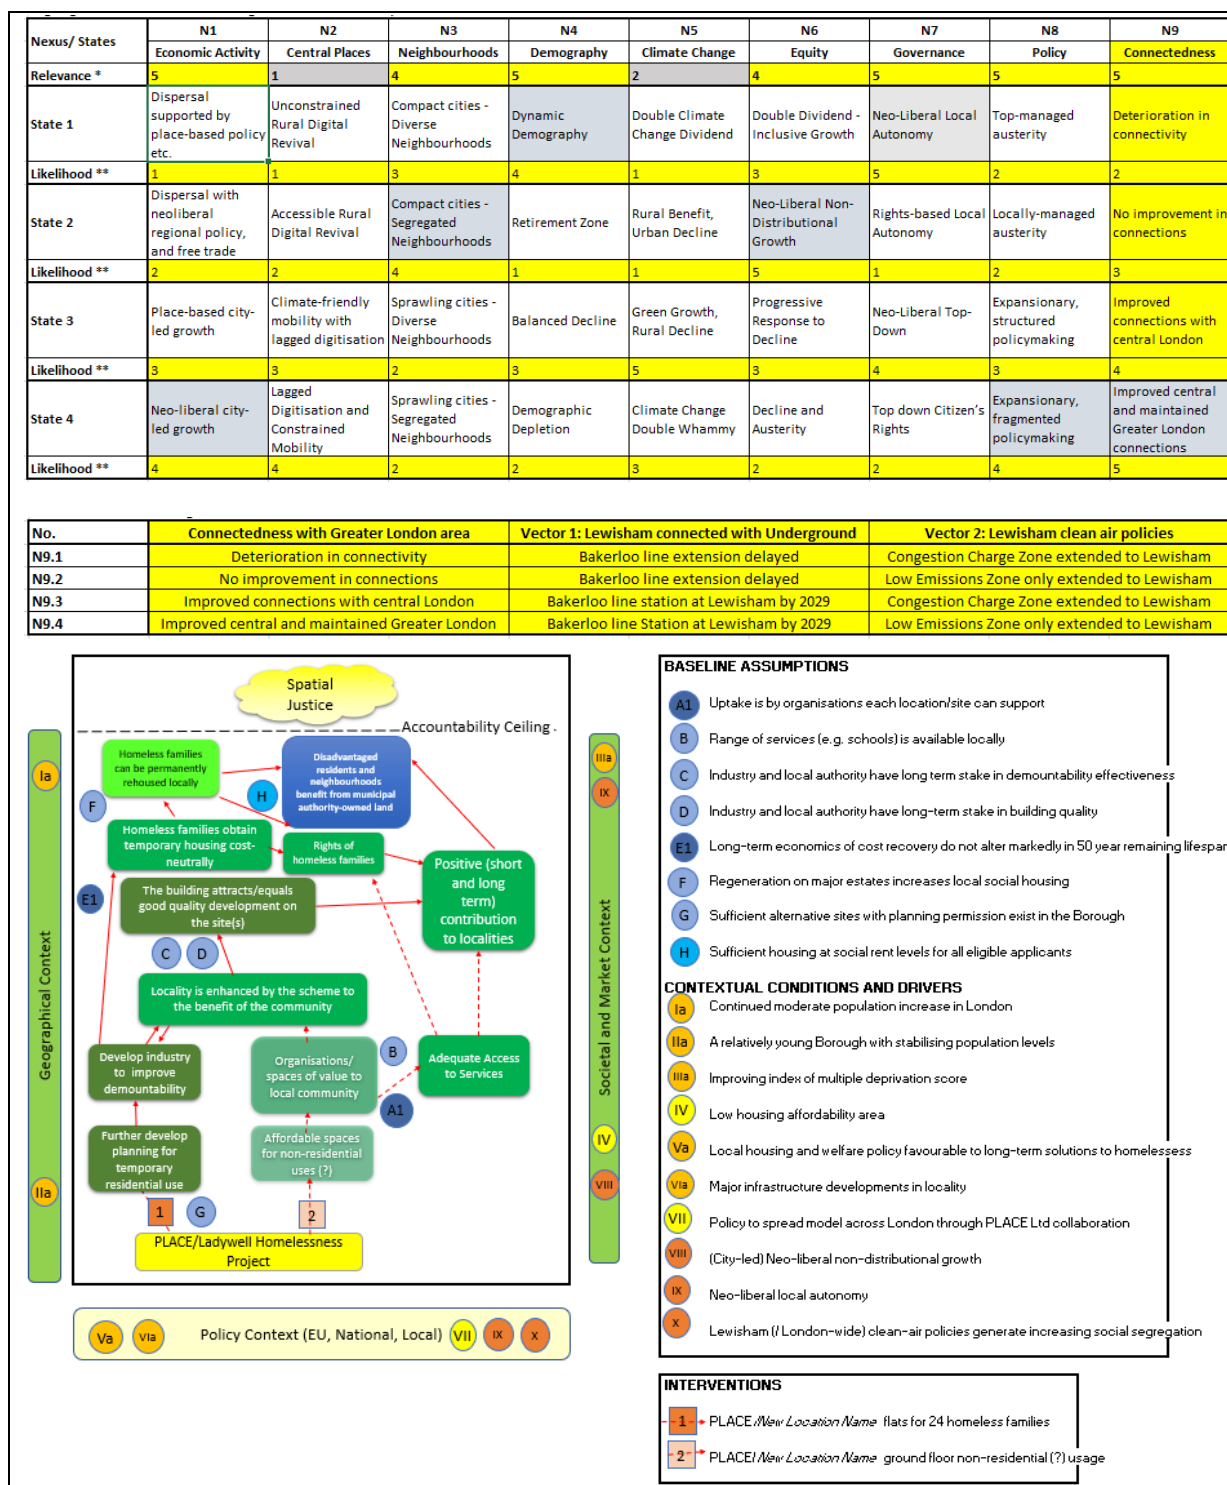 Nexus/ States N1 N2 N3 N4 N5 N6 N7 N8 N9
Economic Activity Central Places Neighbourhoods Demography Climate Change Equity Governance Policy Connectedness
Relevance * 5 1 4 5 2 4 5 5 5
State 1
Dispersal
supported by
place-based policy
etc.
Unconstrained
Rural Digital
Revival
Compact cities -
Diverse
Neighbourhoods
Dynamic
Demography
Double Climate
Change Dividend
Double Dividend -
Inclusive Growth
Neo-Liberal Local
Autonomy
Top-managed
austerity
Deterioration in
connectivity
Likelihood ** 1 1 3 4 1 3 5 2 2
State 2
Dispersal with
neoliberal
regional policy,
and free trade
Accessible Rural
Digital Revival
Compact cities -
Segregated
Neighbourhoods
Retirement Zone
Rural Benefit,
Urban Decline
Neo-Liberal Non-
Distributional
Growth
Rights-based Local
Autonomy
Locally-managed
austerity
No improvement in
connections
Likelihood ** 2 2 4 1 1 5 1 2 3
State 3
Place-based city-
led growth
Climate-friendly
mobility with
lagged digitisation
Sprawling cities -
Diverse
Neighbourhoods
Balanced Decline
Green Growth,
Rural Decline
Progressive
Response to
Decline
Neo-Liberal Top-
Down
Expansionary,
structured
policymaking
Improved
connections with
central London
Likelihood ** 3 3 2 3 5 3 4 3 4
State 4
Neo-liberal city-
led growth
Lagged
Digitisation and
Constrained
Mobility
Sprawling cities -
Segregated
Neighbourhoods
Demographic
Depletion
Climate Change
Double Whammy
Decline and
Austerity
Top down Citizen's
Rights
Expansionary,
fragmented
policymaking
Improved central
and maintained
Greater London
connections
Likelihood ** 4 4 2 2 3 2 2 4 5
No. Connectedness with Greater London area Vector 1: Lewisham connected with Underground Vector 2: Lewisham clean air policies
N9.1 Deterioration in connectivity Bakerloo line extension delayed Congestion Charge Zone extended to Lewisham
N9.2 No improvement in connections Bakerloo line extension delayed Low Emissions Zone only extended to Lewisham
N9.3 Improved connections with central London Bakerloo line station at Lewisham by 2029 Congestion Charge Zone extended to Lewisham
N9.4 Improved central and maintained Greater London Bakerloo line Station at Lewisham by 2029 Low Emissions Zone only extended to Lewisham
Spatial
Justice
Accountability Ceiling
Geographical Context
Ia
IIa
Homeless families
can be permanently
rehoused locally
Disadvantaged
residents and
neighbourhoods
benefit from municipal
authority-owned land
F
H
Homeless families obtain
temporary housing cost-
neutrally
Rights of
homeless families
Positive (short
and long
term)
contribution
to localities
E1
The building attracts/equals
good quality development on
the site(s)
C
D
Locality is enhanced by the scheme to
the benefit of the community
Develop industry
to improve
demountability
Organisations/
spaces of value to
local community
B
Adequate Access
to Services
A1
Further develop
planning for
temporary
residential use
Affordable spaces
for non-residential
uses (?)
1
G
2
PLACE/Ladywell Homelessness
Project
Societal and Market Context
IIIa
IX
IV
VIII
Va
VIa
Policy Context (EU, National, Local)
VII
IX
X
BASELINE ASSUMPTIONS
A1 Uptake is by organisations each location/site can support
B Range of services (e.g. schools) is available locally
C Industry and local authority have long term stake in demountability effectiveness
D Industry and local authority have long-term stake in building quality
E1 Long-term economics of cost recovery do not alter markedly in 50 year remaining lifespan
F Regeneration on major estates increases local social housing
G Sufficient alternative sites with planning permission exist in the Borough
H Sufficient housing at social rent levels for all eligible applicants
CONTEXTUAL CONDITIONS AND DRIVERS
Ia Continued moderate population increase in London
IIa A relatively young Borough with stabilising population levels
IIIa Improving index of multiple deprivation score
IV Low housing affordability area
Va Local housing and welfare policy favourable to long-term solutions to homelessess
VIa Major infrastructure developments in locality
VII Policy to spread model across London through PLACE Ltd collaboration
VIII (City-led) Neo-liberal non-distributional growth
IX Neo-liberal local autonomy
X Lewisham (/ London-wide) clean-air policies generate increasing social segregation
INTERVENTIONS
1 PLACE/New Location Name flats for 24 homeless families
2 PLACE/New Location Name ground floor non-residential (?) usage